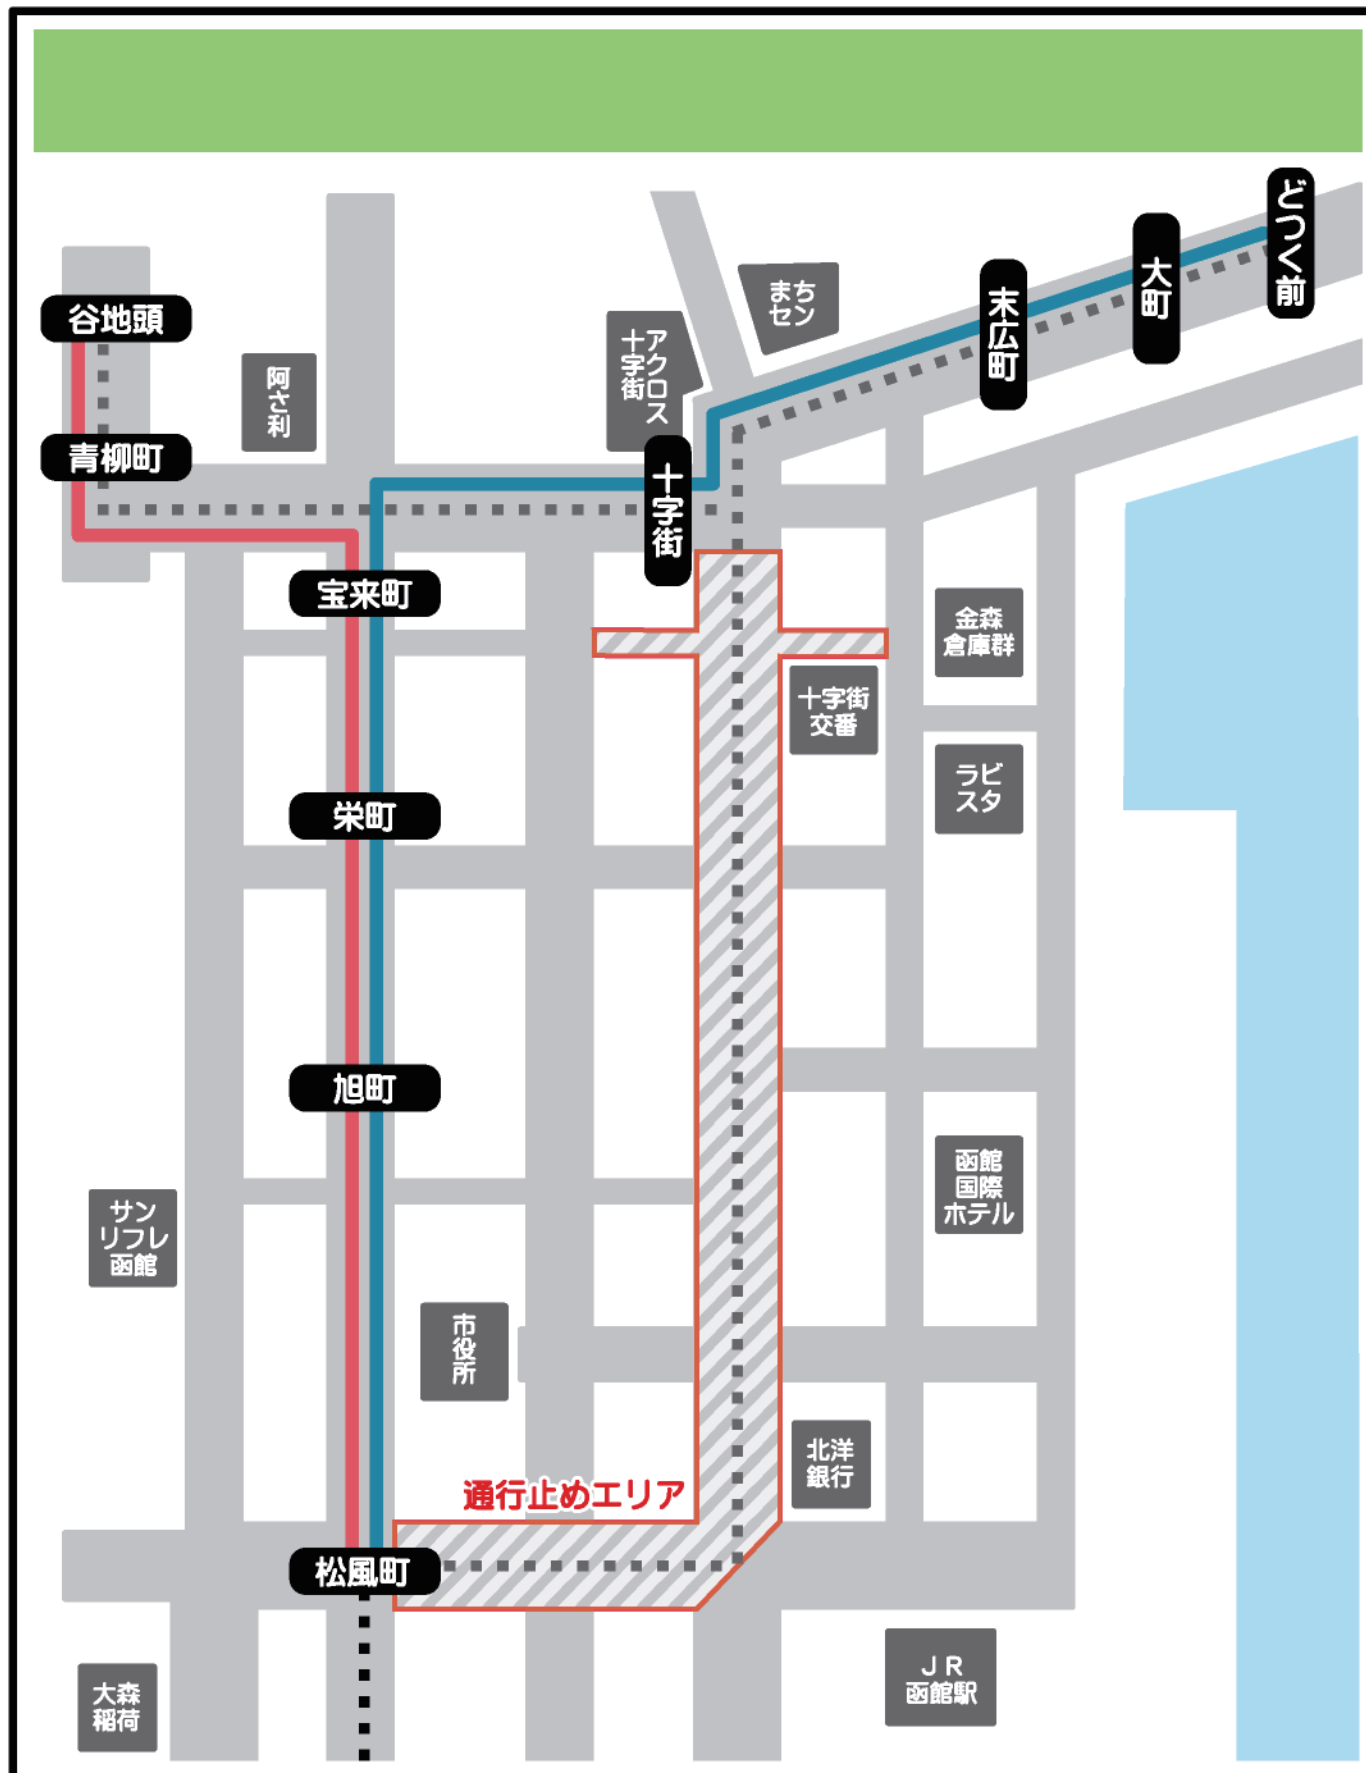 どつく前
大町
末広町
まち
セン
谷地頭
アクロス
十字街
阿さ利
青柳町
十字街
宝来町
金森
倉庫群
十字街
交番
ラビ
スタ
栄町
旭町
函館
国際
ホテル
サン
リフレ
函館
市役所
北洋
銀行
通行止めエリア
松風町
JR
函館駅
大森
稲荷